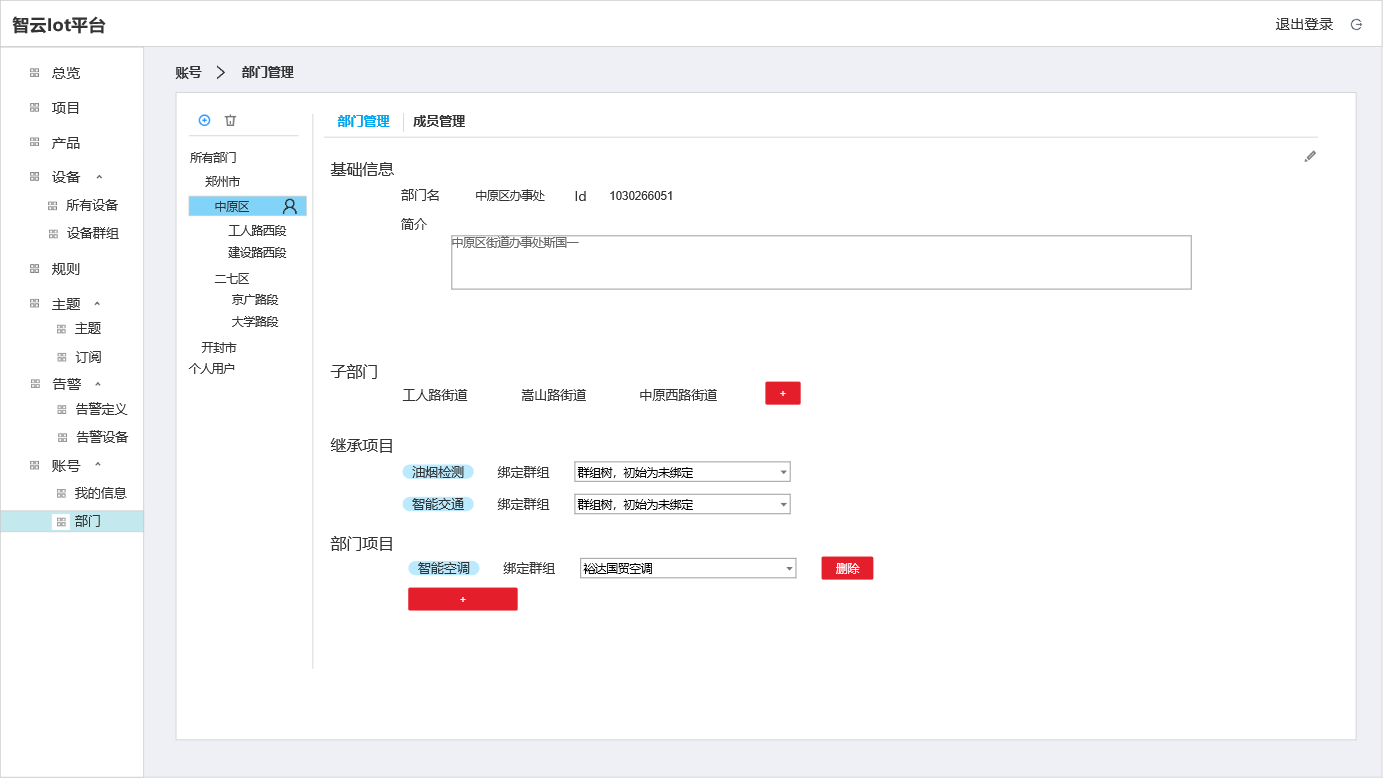 智云Iot平台
退出登录
总览
项目
产品
设备
所有设备
设备群组
规则
主题
主题
订阅
告警
告警定义
告警设备
账号
我的信息
部门
账号 > 部门管理
所有部门
郑州市
中原区
工人路西段
建设路西段
二七区
京广路段
大学路段
开封市
个人用户
部门管理 成员管理
基础信息
部门名 中原区办事处 Id 1030266051
简介
中原区街道办事处斯国一
子部门
工人路街道 嵩山路街道 中原西路街道 +
继承项目
油烟检测 绑定群组 群组树，初始为未绑定
智能交通 绑定群组 群组树，初始为未绑定
部门项目
智能空调 绑定群组 裕达国贸空调 删除
+